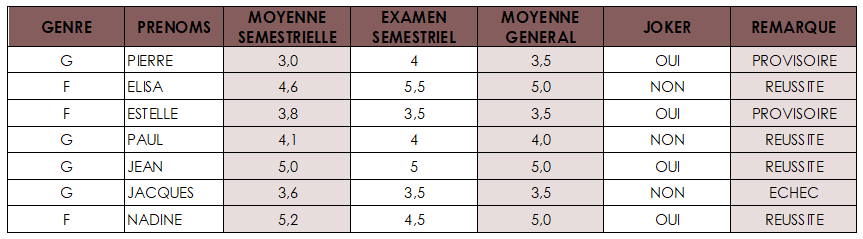 GENRE PRENOMS MOYENNE SEMESTRIELLE EXAMEN SEMESTRIEL MOYENNE GENERAL JOKER REMARQUE
G PIERRE 3,0 4 3,5 OUI PROVISOIRE
F ELISA 4,6 5,5 5,0 NON REUSSITE
F ESTELLE 3,8 3,5 3,5 OUI PROVISOIRE
G PAUL 4,1 4 4,0 NON REUSSITE
G JEAN 5,0 5 5,0 OUI REUSSITE
G JACQUES 3,6 3,5 3,5 NON ECHEC
F NADINE 5,2 4,5 5,0 OUI REUSSITE